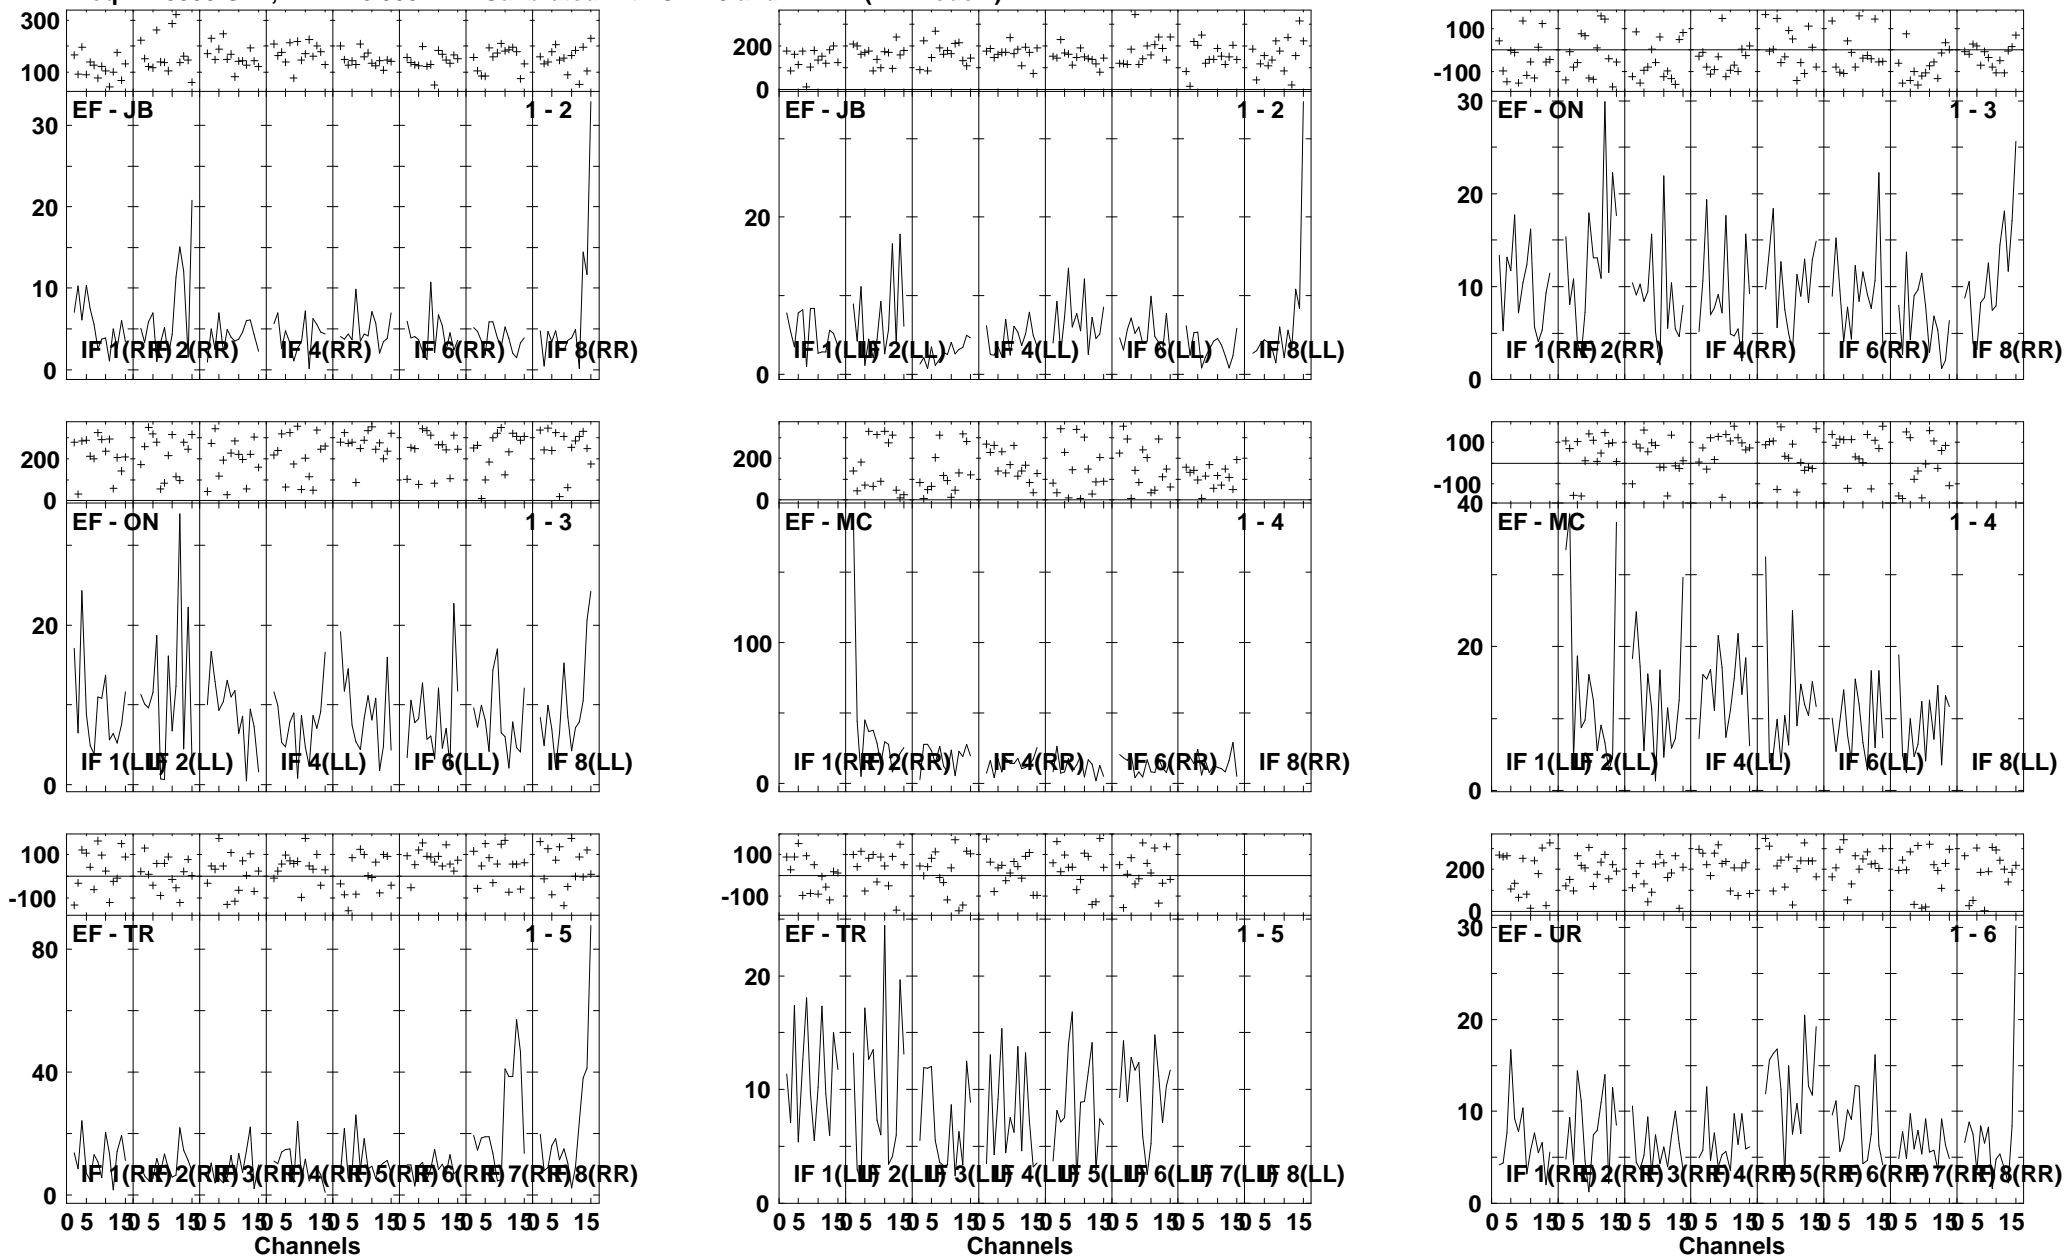 300
100
EF - JB
1 - 2
30
20
10
0
IF 1(RR)
IF 2(RR)
IF 4(RR)
IF 6(RR)
IF 8(RR)
200
0
EF - JB
1 - 2
20
0
IF 1(LL)
IF 2(LL)
IF 4(LL)
IF 6(LL)
IF 8(LL)
100
-100
30
EF - ON
1 - 3
20
10
0
IF 1(RR)
IF 2(RR)
IF 4(RR)
IF 6(RR)
IF 8(RR)
200
0
EF - ON
1 - 3
20
0
IF 1(LL)
IF 2(LL)
IF 4(LL)
IF 6(LL)
IF 8(LL)
200
0
EF - MC
1 - 4
100
0
IF 1(RR)
IF 2(RR)
IF 4(RR)
IF 6(RR)
IF 8(RR)
100
-100
40
EF - MC
1 - 4
20
0
IF 1(LL)
IF 2(LL)
IF 4(LL)
IF 6(LL)
IF 8(LL)
100
-100
EF - TR
1 - 5
80
40
0
IF 1(RR)
IF 2(RR)
IF 3(RR)
IF 4(RR)
IF 5(RR)
IF 6(RR)
IF 7(RR)
IF 8(RR)
0 5 15 0 5 15 0 5 15 0 5 15 0 5 15 0 5 15 0 5 15 0 5 15
Channels
100
-100
EF - TR
1 - 5
20
10
0
IF 1(LL)
IF 2(LL)
IF 3(LL)
IF 4(LL)
IF 5(LL)
IF 6(LL)
IF 7(LL)
IF 8(LL)
0 5 15 0 5 15 0 5 15 0 5 15 0 5 15 0 5 15 0 5 15 0 5 15
Channels
200
0
30
EF - UR
1 - 6
20
10
0
IF 1(RR)
IF 2(RR)
IF 3(RR)
IF 4(RR)
IF 5(RR)
IF 6(RR)
IF 7(RR)
IF 8(RR)
0 5 15 0 5 15 0 5 15 0 5 15 0 5 15 0 5 15 0 5 15 0 5 15
Channels